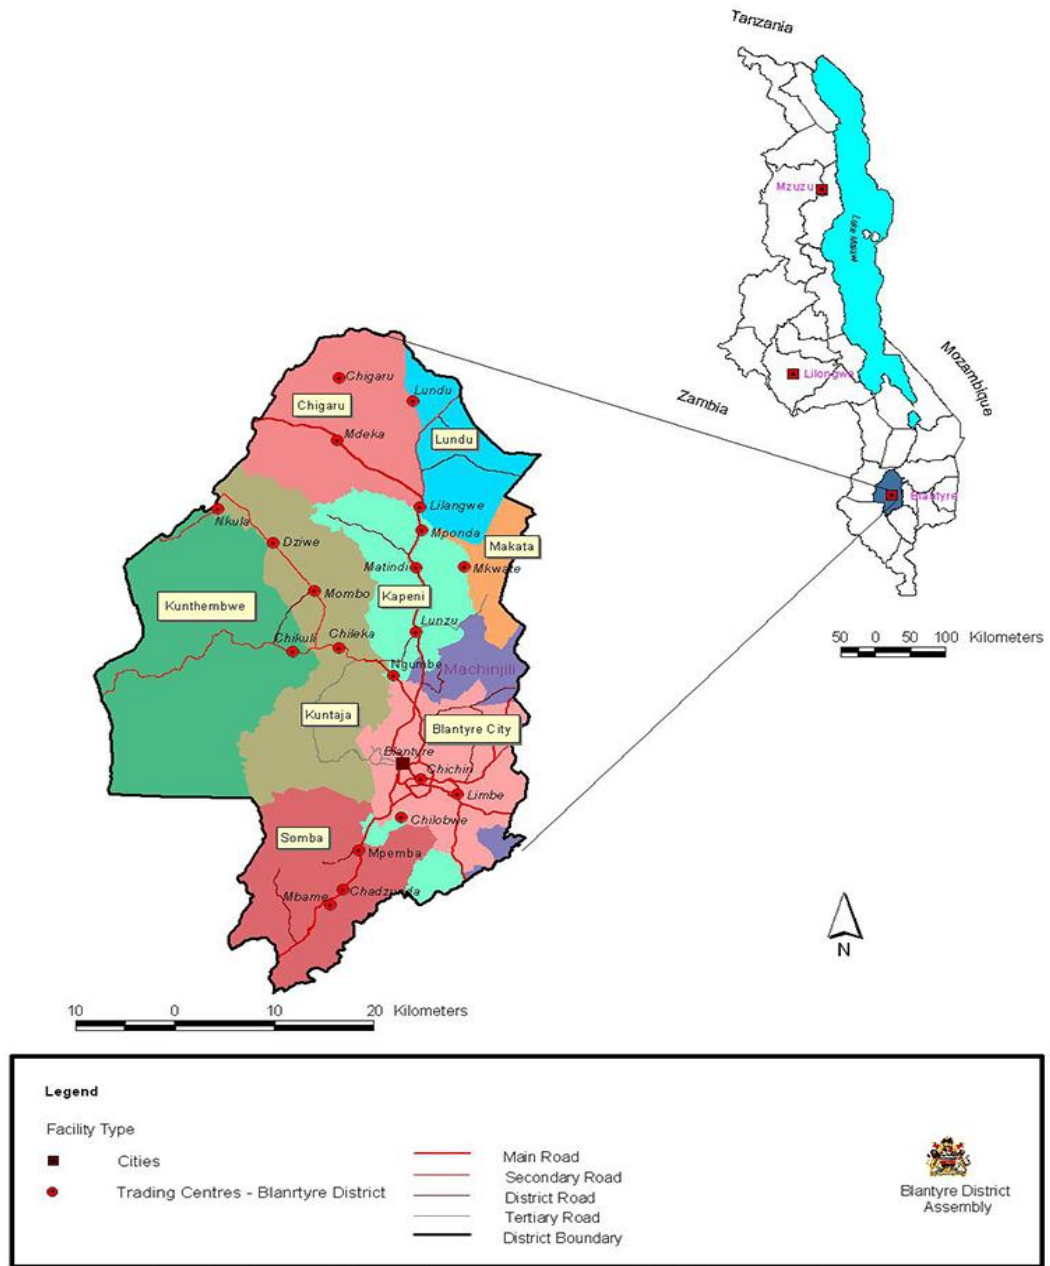 Tanzania
Mzuzu
Lilongwe
Zambia
Mozambique
Blantyre
50 0 50 100 Kilometers
Chigaru
Chigaru
Lundu
Lundu
Mdeka
Lilangwe
Nkula
Mponda
Makata
Dziwe
Matindi
Mkwate
Kapeni
Mombo
Kunthembwe
Lunzu
Chileka
Chikuli
Ngumbe
Machinjili
Kuntaja
Blantyre City
Blantyre
Chichiri
Limbe
Chilobwe
Somba
Mpemba
Chadzunda
Mbame
N
10 0 10 20 Kilometers
Legend
Facility Type
Cities
Trading Centres - Blanrtyre District
Main Road
Secondary Road
District Road
Tertiary Road
District Boundary
Blantyre District
Assembly